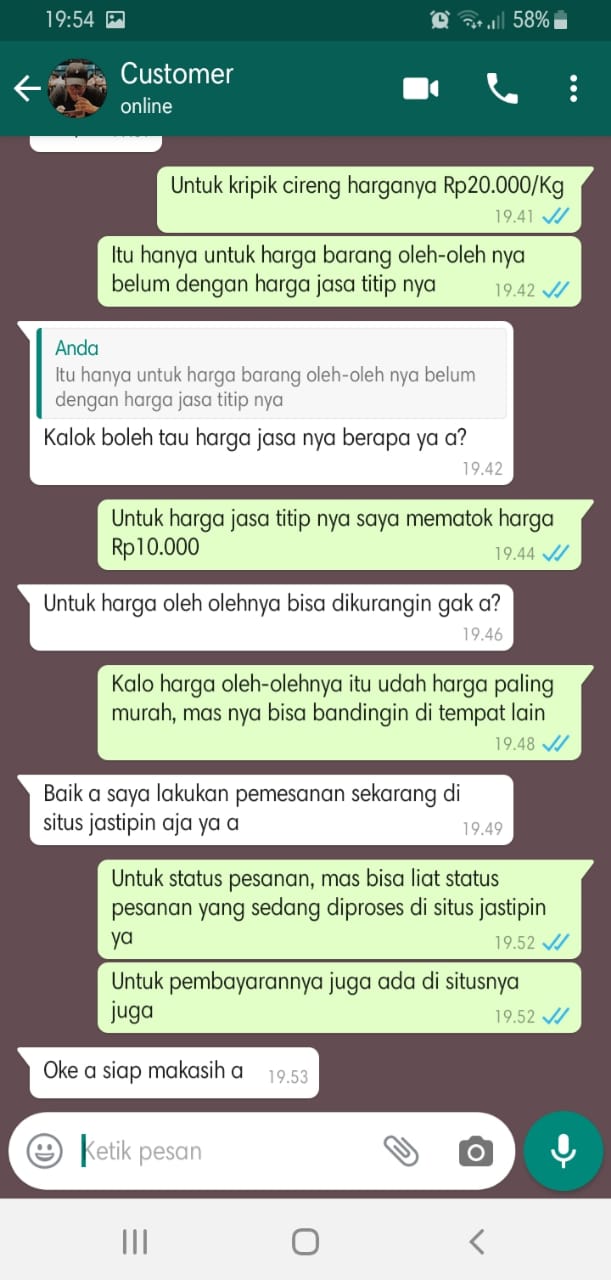 19:54
58%
Customer
online
Untuk kripik cireng harganya Rp20.000/Kg
19.41
Itu hanya untuk harga barang oleh-oleh nya
belum dengan harga jasa titip nya
19.42
Anda
Itu hanya untuk harga barang oleh-oleh nya belum
dengan harga jasa titip nya
Kalok boleh tau harga jasa nya berapa ya a?
19.42
Untuk harga jasa titip nya saya mematok harga
Rp10.000
19.44
Untuk harga oleh olehnya bisa dikurangin gak a?
19.46
Kalo harga oleh-olehnya itu udah harga paling
murah, mas nya bisa bandingin di tempat lain
19.48
Baik a saya lakukan pemesanan sekarang di
situs jastipin aja ya a
19.49
Untuk status pesanan, mas bisa liat status
pesanan yang sedang diproses di situs jastipin
ya
19.52
Untuk pembayarannya juga ada di situsnya
juga
19.52
Oke a siap makasih a
19.53
Ketik pesan